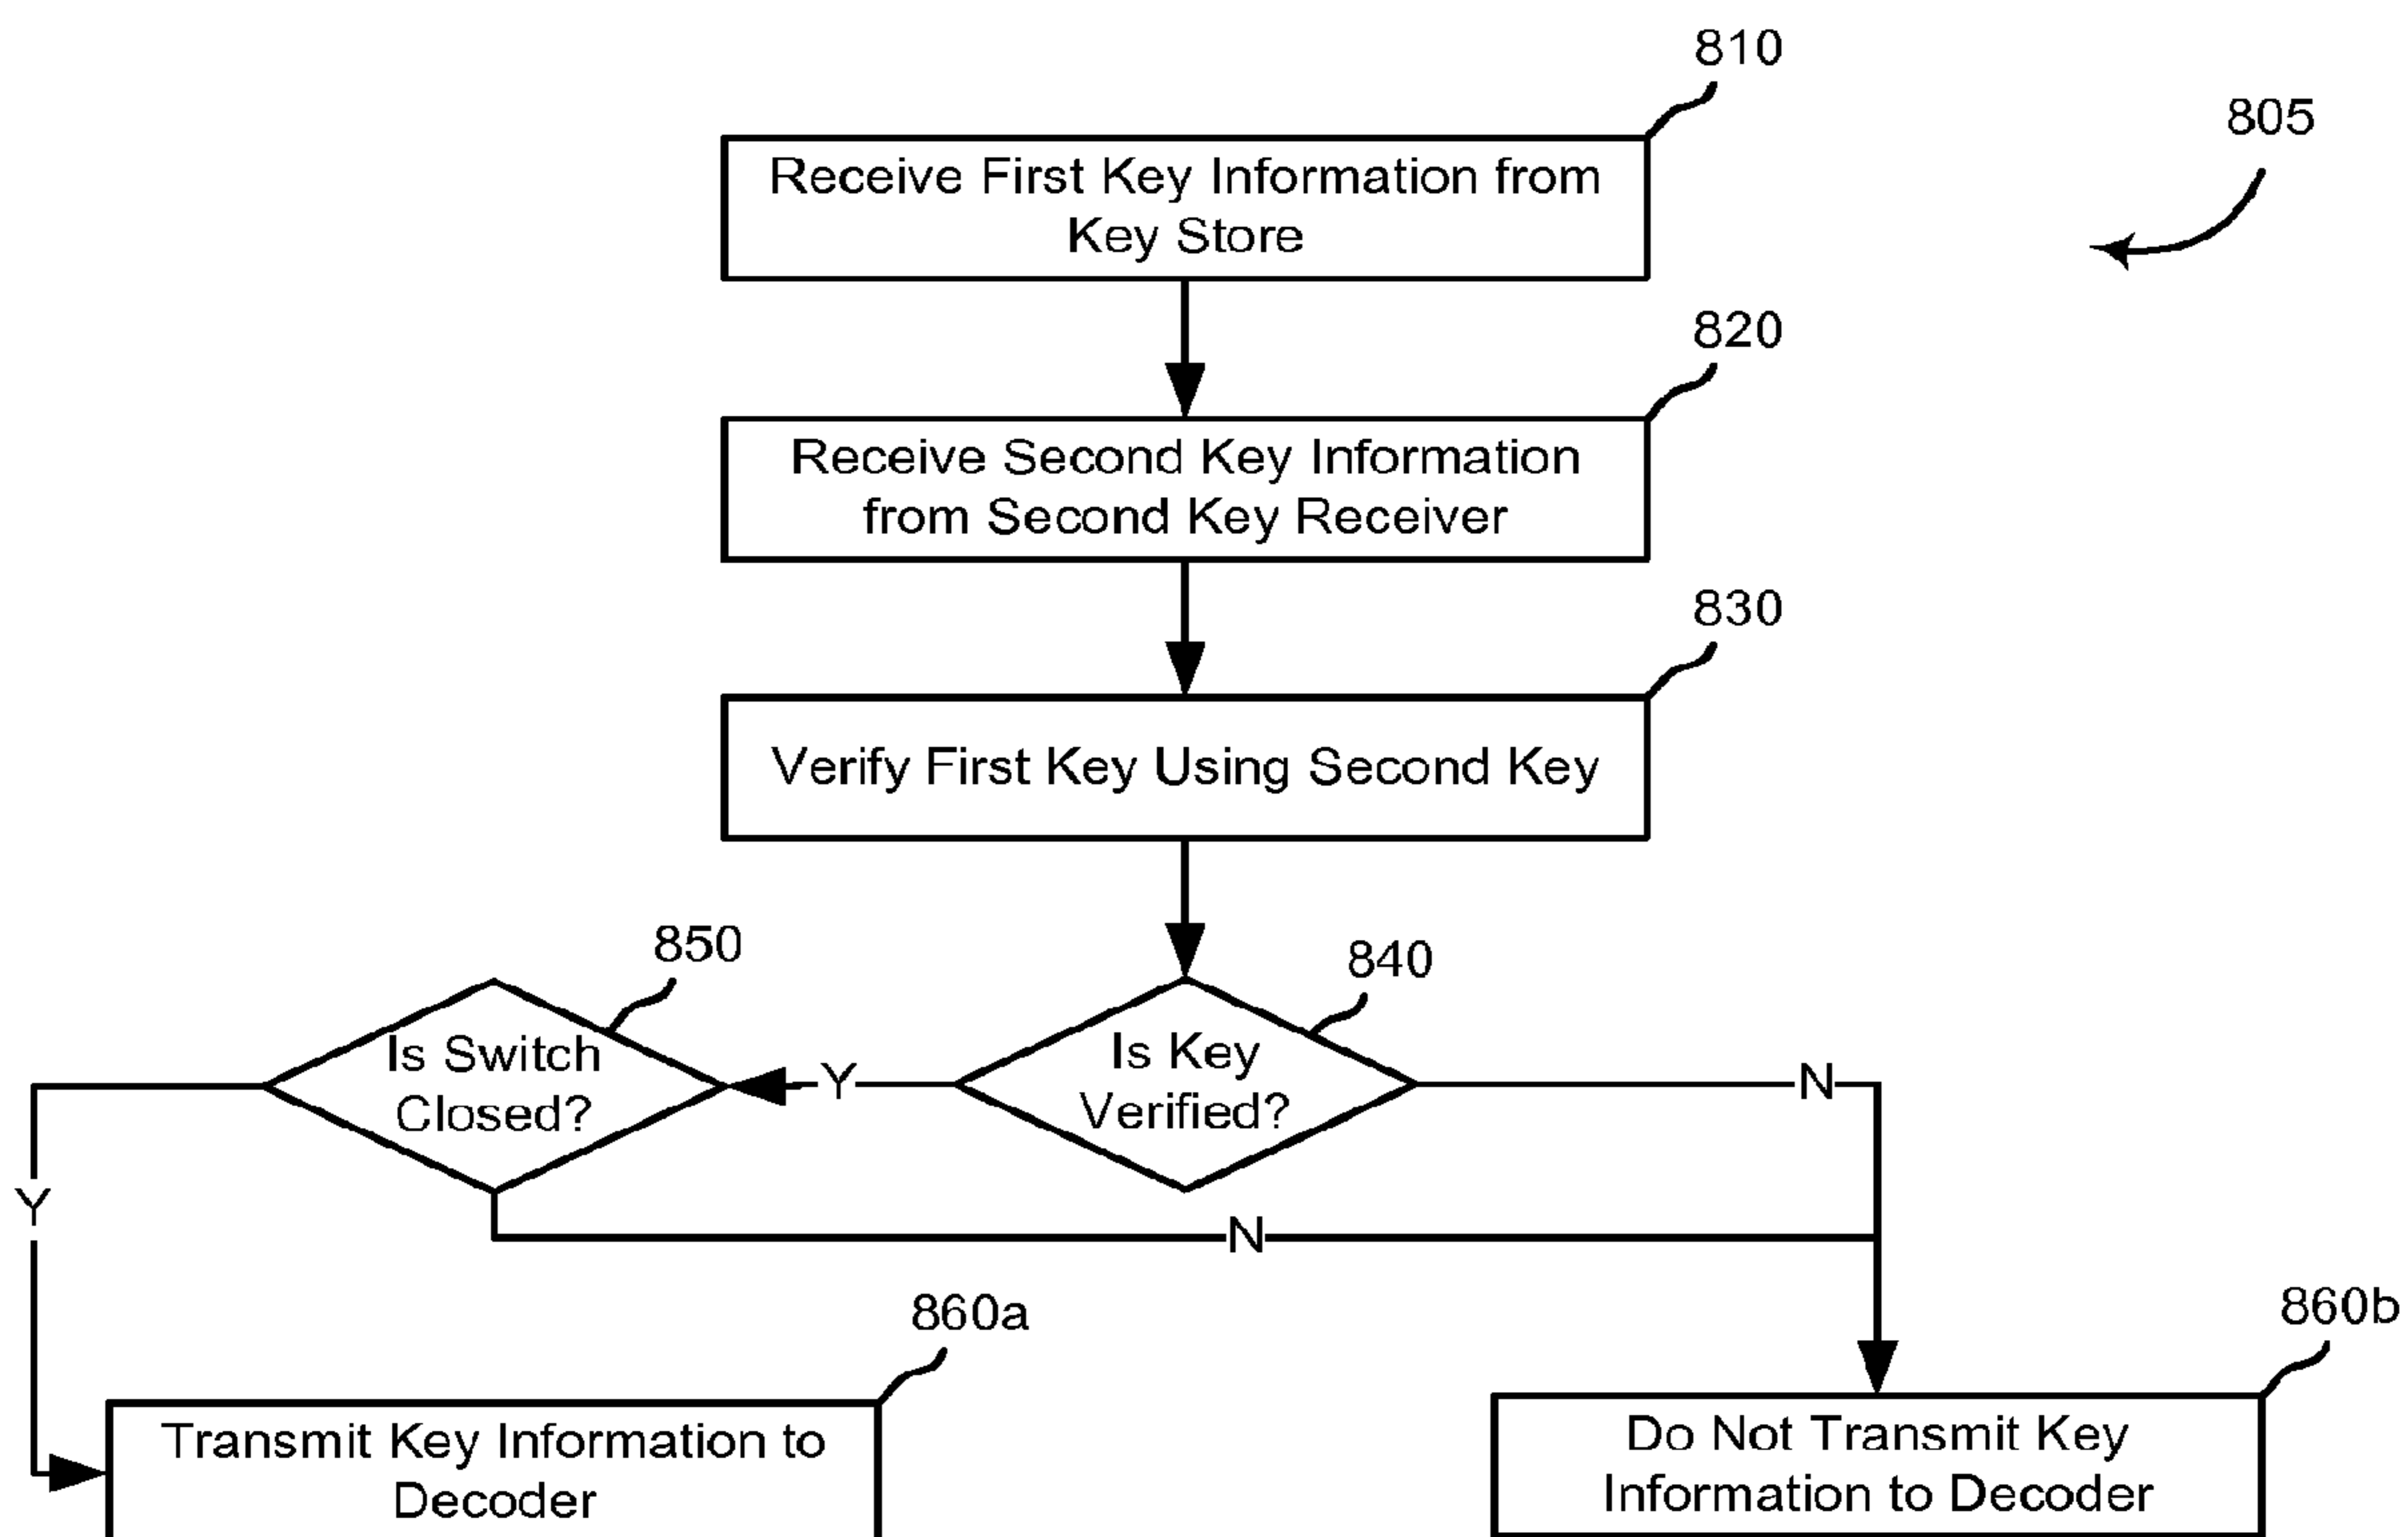 810
805
Receive First Key Information from
Key Store
820
Receive Second Key Information
from Second Key Receiver
830
Verify First Key Using Second Key
850
840
Is Switch
Closed?
Y
Is Key
Verified?
N
Y
N
860a
860b
Transmit Key Information to
Decoder
Do Not Transmit Key
Information to Decoder